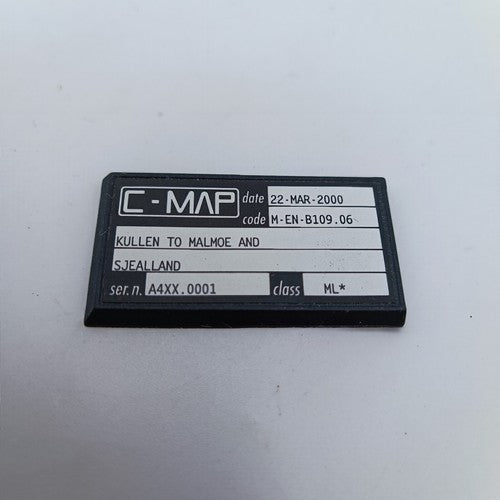 C-MAP date 22-MAR-2000
code M-EN-B109.06
KULLEN TO MALMOE AND
SJEALLAND
ser.n. A4XX.0001 class ML*